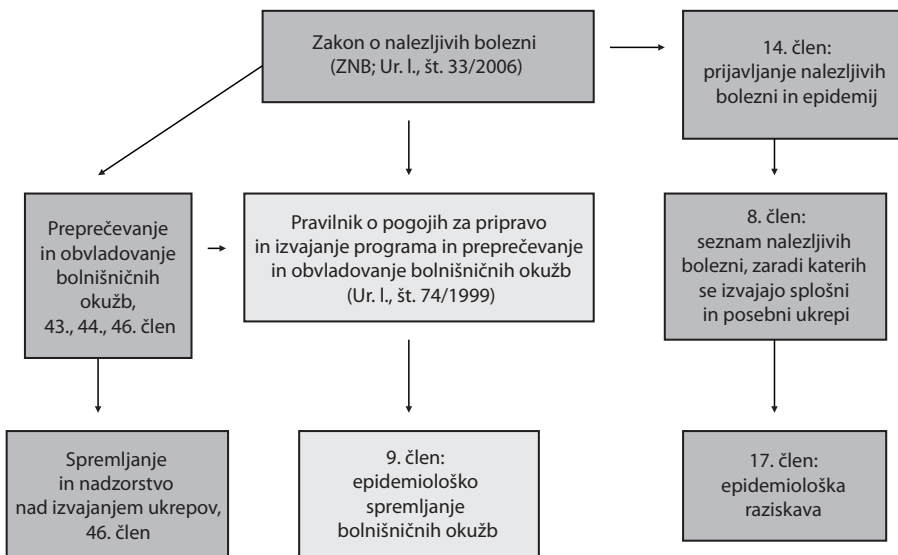 Zakon o nalezljivih bolezni
(ZNB; Ur. l., št. 33/2006)
14. člen:
prijavljanje nalezljivih
bolezni in epidemij
Preprečevanje
in obvladovanje
bolnišničnih
okužb,
43., 44., 46. člen
Pravilnik o pogojih za pripravo
in izvajanje programa in preprečevanje
in obvladovanje bolnišničnih okužb
(Ur. l., št. 74/1999)
8. člen:
seznam nalezljivih
bolezni, zaradi katerih
se izvajajo splošni
in posebni ukrepi
Spremljanje
in nadzorstvo
nad izvajanjem ukrepov,
46. člen
9. člen:
epidemiološko
spremljanje
bolnišničnih okužb
17. člen:
epidemiološka
raziskava